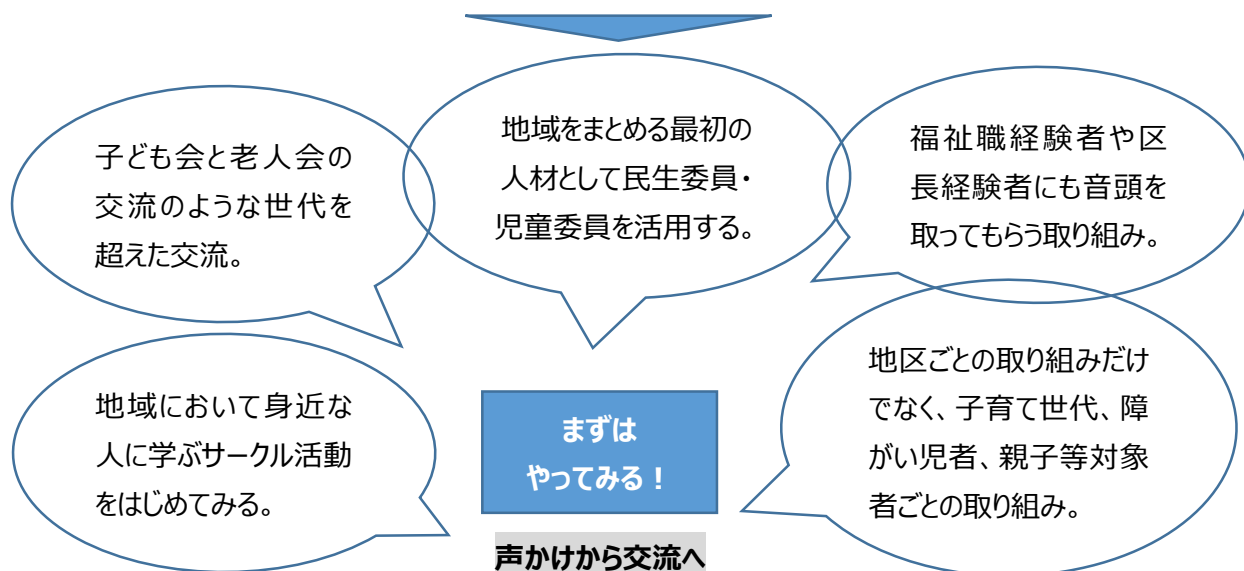 子ども会と老人会の
交流のような世代を
超えた交流。
地域をまとめる最初の
人材として民生委員・
児童委員を活用する。
福祉職経験者や区
長経験者にも音頭を
取ってもらう取り組み。
地域において身近な
人に学ぶサークル活動
をはじめてみる。
まずは
やってみる！
地区ごとの取り組みだけ
でなく、子育て世代、障
がい児者、親子等対象
者ごとの取り組み。
声かけから交流へ